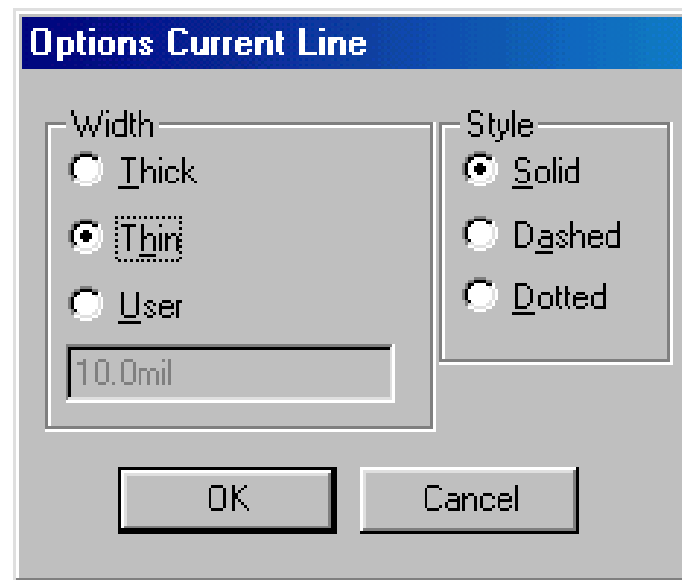 Options Current Line
Width
Thick
Thin
User
10.0mil
Style
Solid
Dashed
Dotted
OK
Cancel